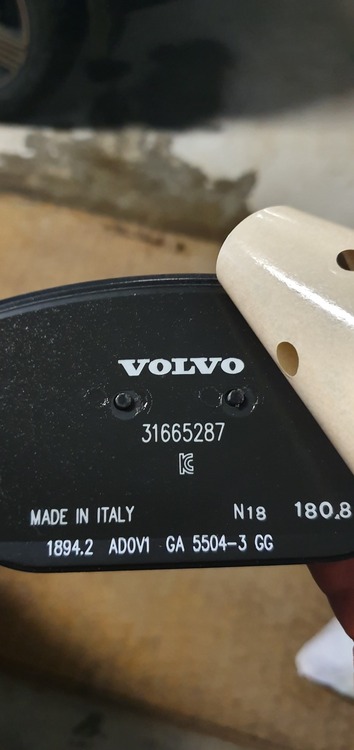 VOLVO
31665287
MADE IN ITALY N18 180.8
1894.2 ADOV1 GA 5504-3 GG